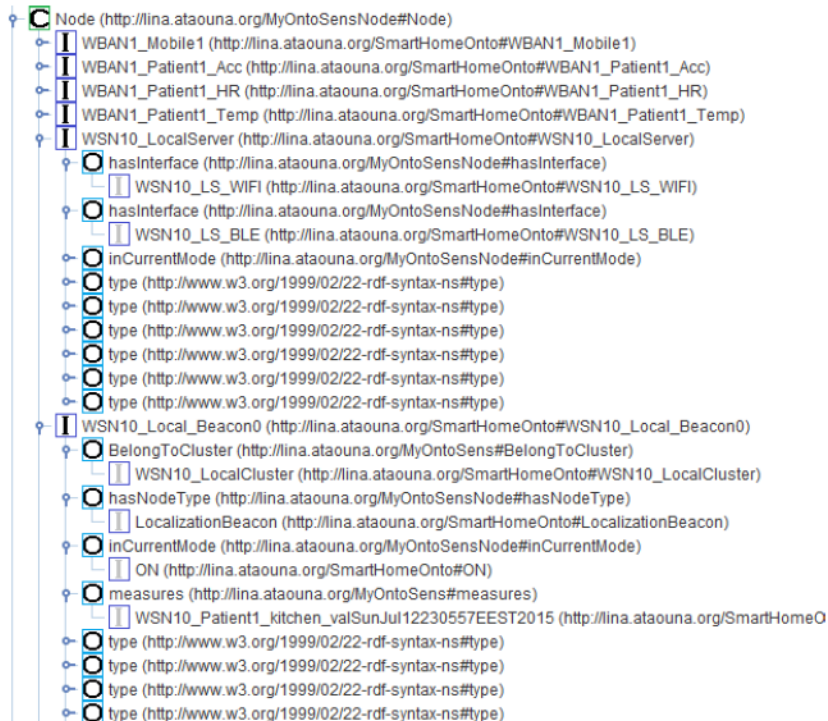 C Node (http://lina.ataouna.org/MyOntoSensNode#Node)
I WBAN1_Mobile1 (http://lina.ataouna.org/SmartHomeOnto#WBAN1_Mobile1)
I WBAN1_Patient1_Acc (http://lina.ataouna.org/SmartHomeOnto#WBAN1_Patient1_Acc)
I WBAN1_Patient1_HR (http://lina.ataouna.org/SmartHomeOnto#WBAN1_Patient1_HR)
I WBAN1_Patient1_Temp (http://lina.ataouna.org/SmartHomeOnto#WBAN1_Patient1_Temp)
I WSN10_LocalServer (http://lina.ataouna.org/SmartHomeOnto#WSN10_LocalServer)
O hasInterface (http://lina.ataouna.org/MyOntoSensNode#hasInterface)
I WSN10_LS_WIFI (http://lina.ataouna.org/SmartHomeOnto#WSN10_LS_WIFI)
O hasInterface (http://lina.ataouna.org/MyOntoSensNode#hasInterface)
I WSN10_LS_BLE (http://lina.ataouna.org/SmartHomeOnto#WSN10_LS_BLE)
O inCurrentMode (http://lina.ataouna.org/MyOntoSensNode#inCurrentMode)
O type (http://www.w3.org/1999/02/22-rdf-syntax-ns#type)
O type (http://www.w3.org/1999/02/22-rdf-syntax-ns#type)
O type (http://www.w3.org/1999/02/22-rdf-syntax-ns#type)
O type (http://www.w3.org/1999/02/22-rdf-syntax-ns#type)
O type (http://www.w3.org/1999/02/22-rdf-syntax-ns#type)
O type (http://www.w3.org/1999/02/22-rdf-syntax-ns#type)
I WSN10_Local_Beacon0 (http://lina.ataouna.org/SmartHomeOnto#WSN10_Local_Beacon0)
O BelongToCluster (http://lina.ataouna.org/MyOntoSens#BelongToCluster)
I WSN10_LocalCluster (http://lina.ataouna.org/SmartHomeOnto#WSN10_LocalCluster)
O hasNodeType (http://lina.ataouna.org/MyOntoSensNode#hasNodeType)
I LocalizationBeacon (http://lina.ataouna.org/SmartHomeOnto#LocalizationBeacon)
O inCurrentMode (http://lina.ataouna.org/MyOntoSensNode#inCurrentMode)
I ON (http://lina.ataouna.org/SmartHomeOnto#ON)
O measures (http://lina.ataouna.org/MyOntoSens#measures)
I WSN10_Patient1_kitchen_valSunJul12230557EEST2015 (http://lina.ataouna.org/SmartHomeO
O type (http://www.w3.org/1999/02/22-rdf-syntax-ns#type)
O type (http://www.w3.org/1999/02/22-rdf-syntax-ns#type)
O type (http://www.w3.org/1999/02/22-rdf-syntax-ns#type)
O type (http://www.w3.org/1999/02/22-rdf-syntax-ns#type)